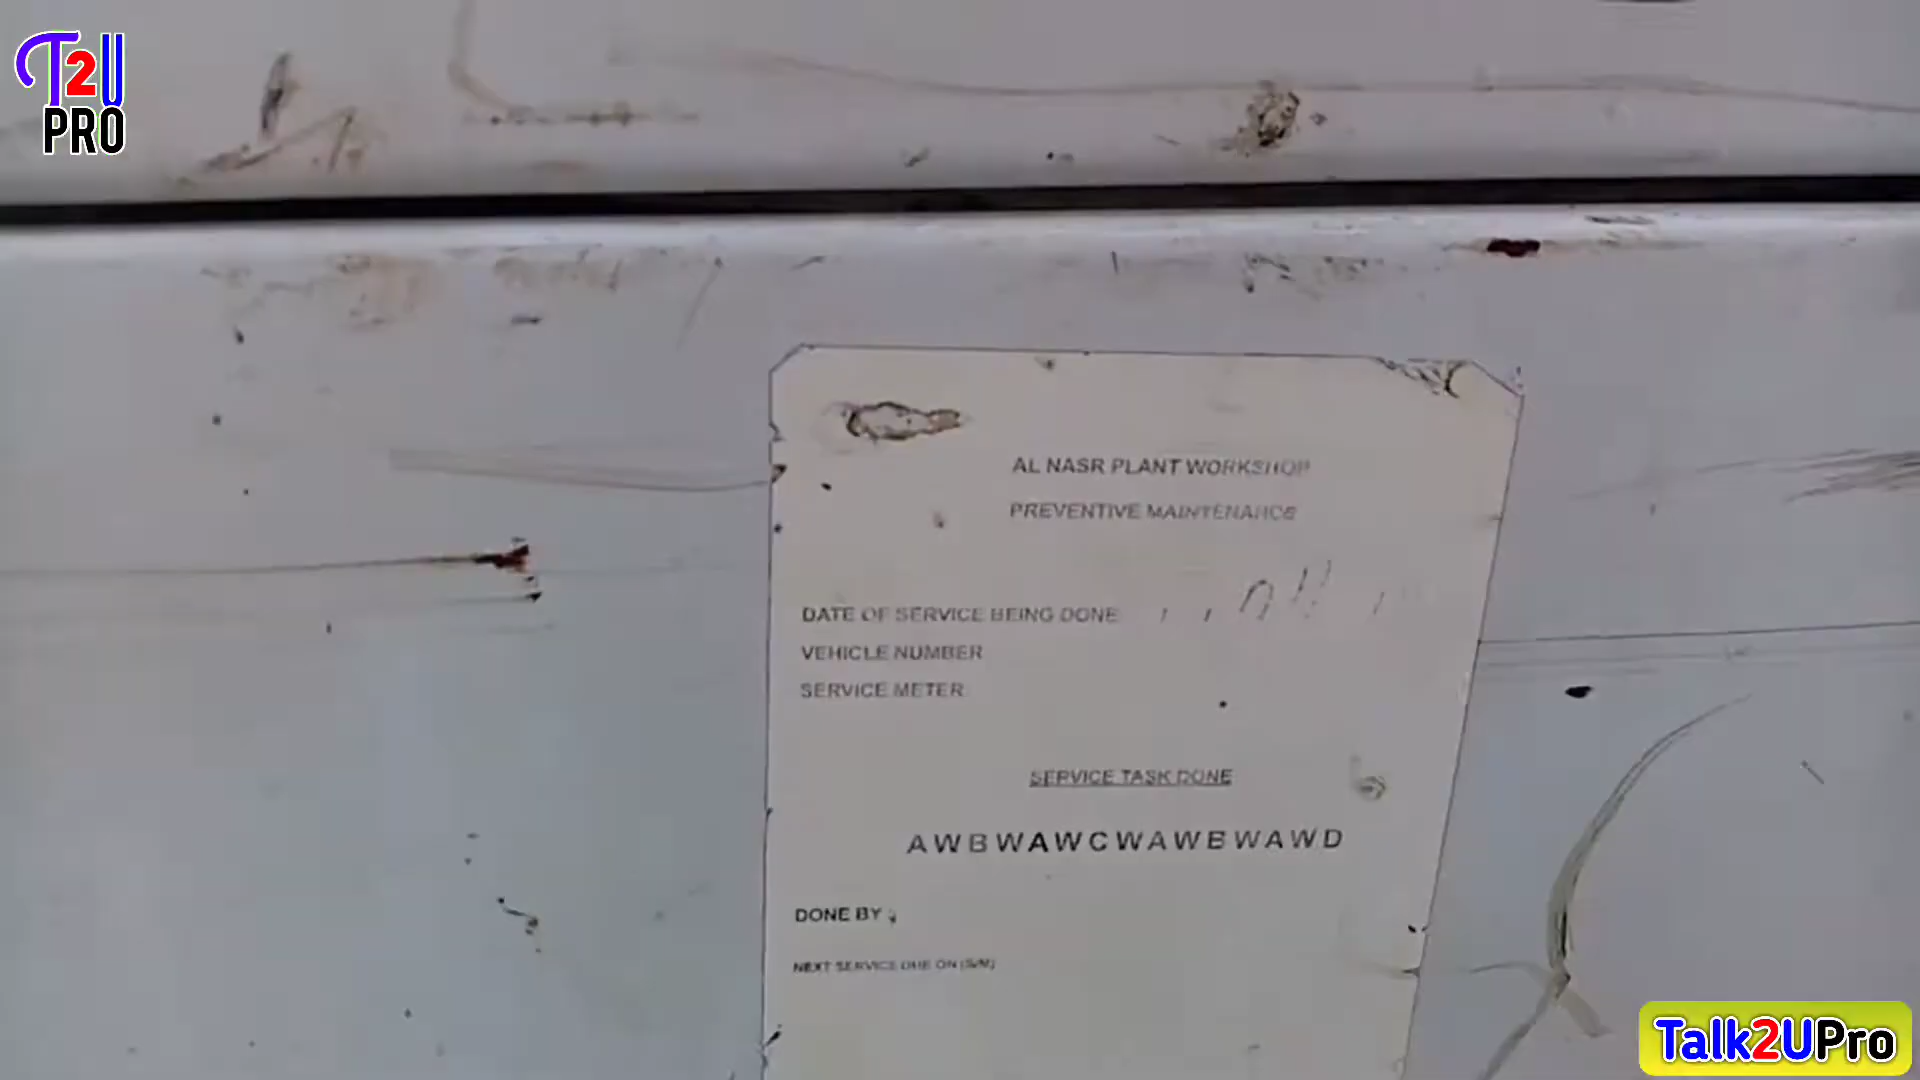 T2U
PRO
AL NASR PLANT WORKSHOP
PREVENTIVE MAINTENANCE
DATE OF SERVICE BEING DONE
VEHICLE NUMBER
SERVICE METER
SERVICE TASK DONE
A W B W A W C W A W B W A W D
DONE BY :
NEXT SERVICE DUE ON (S/M)
Talk2UPro